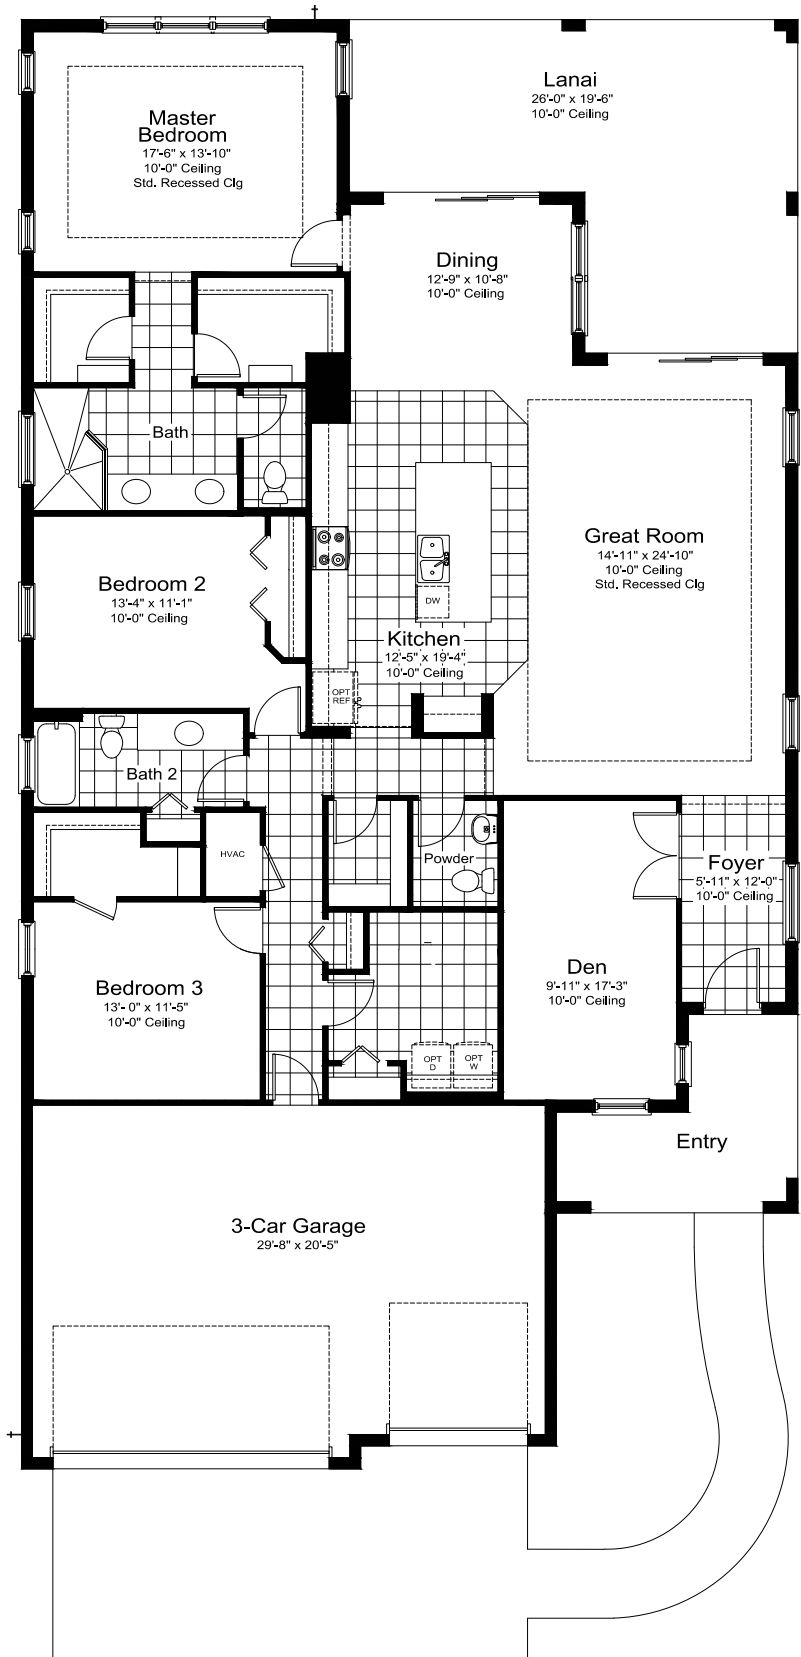 Lanai
26'-0" x 19'-6"
10'-0" Ceiling
Master
Bedroom
17'-6" x 13'-10"
10'-0" Ceiling
Std. Recessed Clg
Dining
12'-9" x 10'-8"
10'-0" Ceiling
Bath
Great Room
14'-11" x 24'-10"
10'-0" Ceiling
Std. Recessed Clg
Bedroom 2
13'-4" x 11'-1"
10'-0" Ceiling
DW
Kitchen
12'-5" x 19'-4"
10'-0" Ceiling
OPT
REF
Bath 2
HVAC
Powder
Foyer
5'-11" x 12'-0"
10'-0" Ceiling
Den
9'-11" x 17'-3"
10'-0" Ceiling
Bedroom 3
13'- 0" x 11'-5"
10'-0" Ceiling
OPT
D
OPT
W
Entry
3-Car Garage
29'-8" x 20'-5"